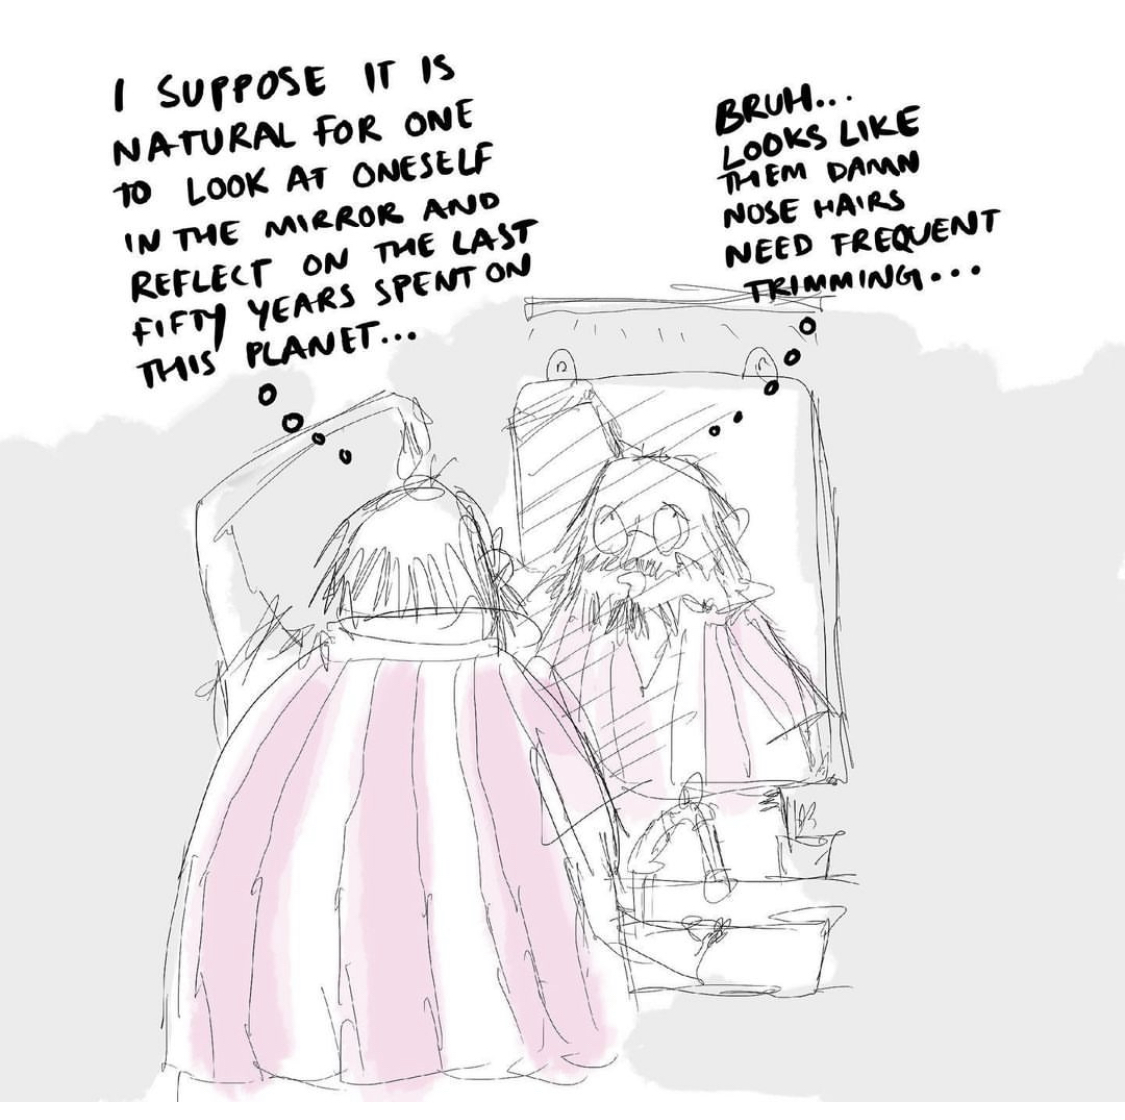 I SUPPOSE IT IS
NATURAL FOR ONE
TO LOOK AT ONESELF
IN THE MIRROR AND
REFLECT ON THE LAST
FIFTY YEARS SPENT ON
THIS PLANET...
BRUH...
LOOKS LIKE
THEM DAMN
NOSE HAIRS
NEED FREQUENT
TRIMMING...